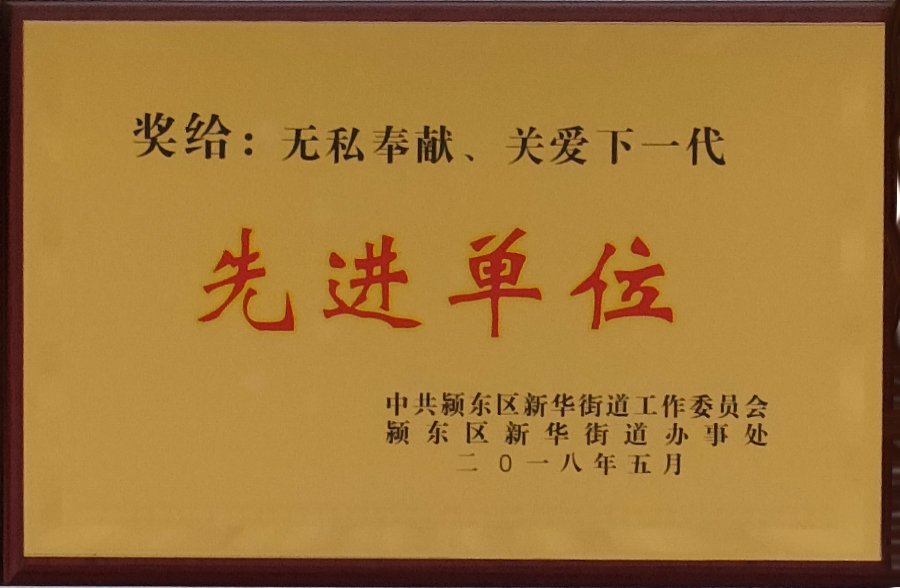 奖给：无私奉献、关爱下一代
先进单位
中共颍东区新华街道工作委员会
颍东区新华街道办事处
二0一八年五月